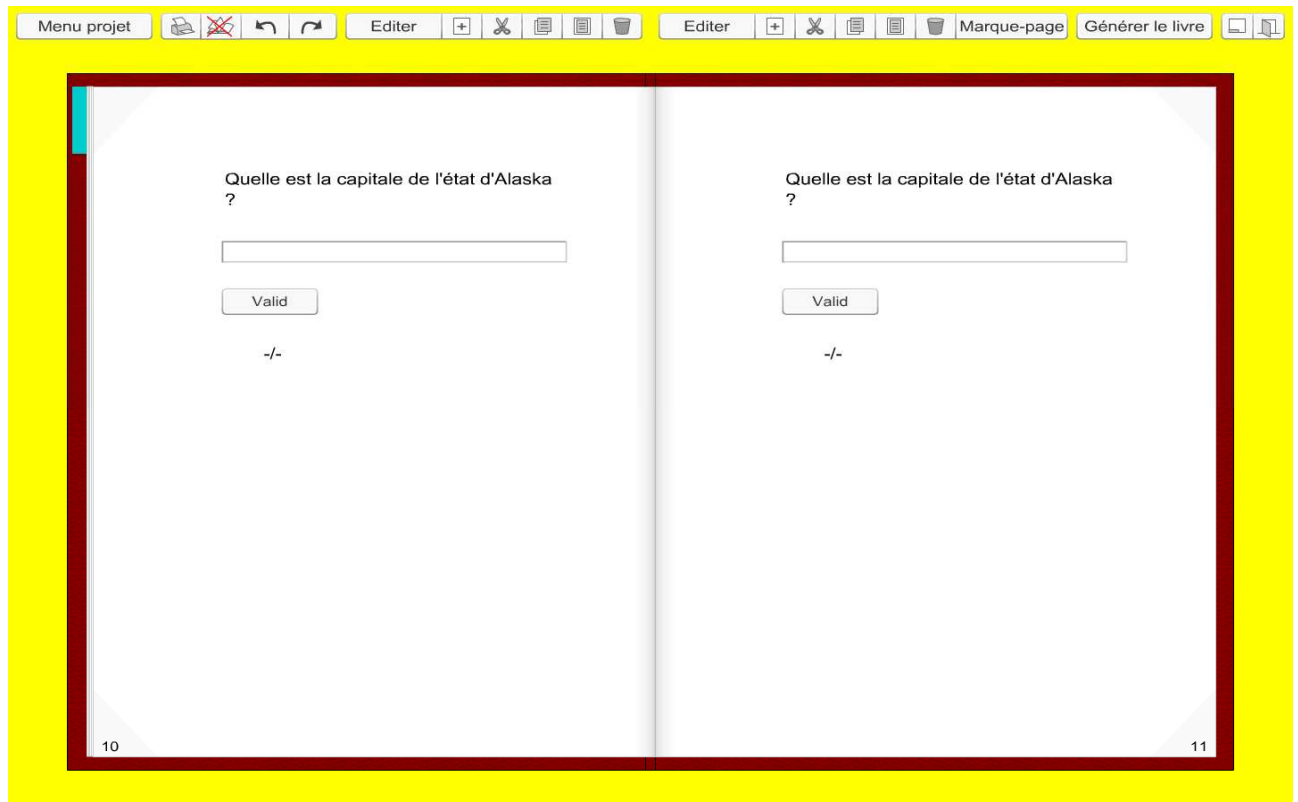 Menu projet Editer Editer Marque-page Générer le livre
Quelle est la capitale de l'état d'Alaska
?
Valid
-/-
10
Quelle est la capitale de l'état d'Alaska
?
Valid
-/-
11